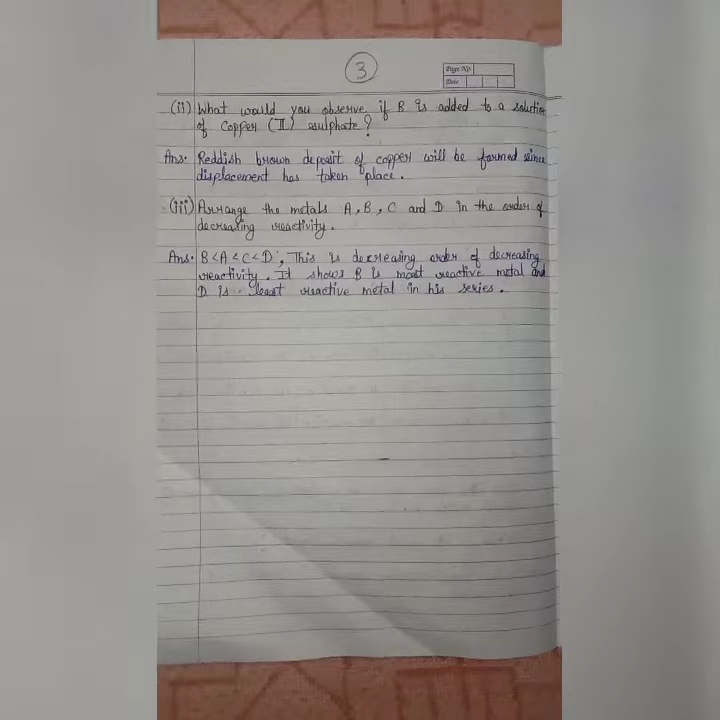 3
Page No.
Date
(ii) What would you observe if B is added to a solution
of Copper (II) sulphate?
Ans. Reddish brown deposit of copper will be formed since
displacement has taken place.
(iii) Arrange the metals A, B, C and D in the order of
decreasing reactivity.
Ans. B < A < C < D, This is decreasing order of decreasing
reactivity. It shows B is most reactive metal and
D is least reactive metal in his series.